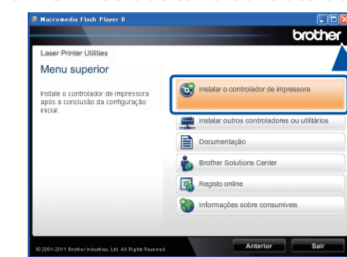 Macromedia Flash Player 8
brother
Laser Printer Utilities
Menu superior
Instale o controlador de impressora
após a conclusão da configuração
inicial.
Instalar o controlador de impressora
Instalar outros controladores ou utilitários
Documentação
Brother Solutions Center
Registo online
Informações sobre consumíveis
© 2001-2011 Brother Industries, Ltd. All Rights Reserved.
Anterior
Sair